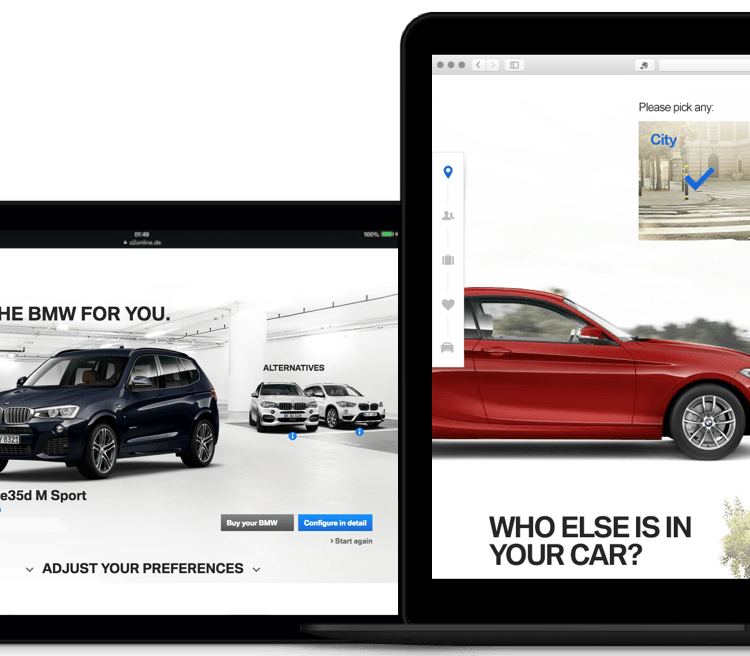 01:49
o2online.de
100%
HE BMW FOR YOU.
ALTERNATIVES
e35d M Sport
Buy your BMW
Configure in detail
Start again
ADJUST YOUR PREFERENCES
Please pick any:
City
WHO ELSE IS IN
YOUR CAR?